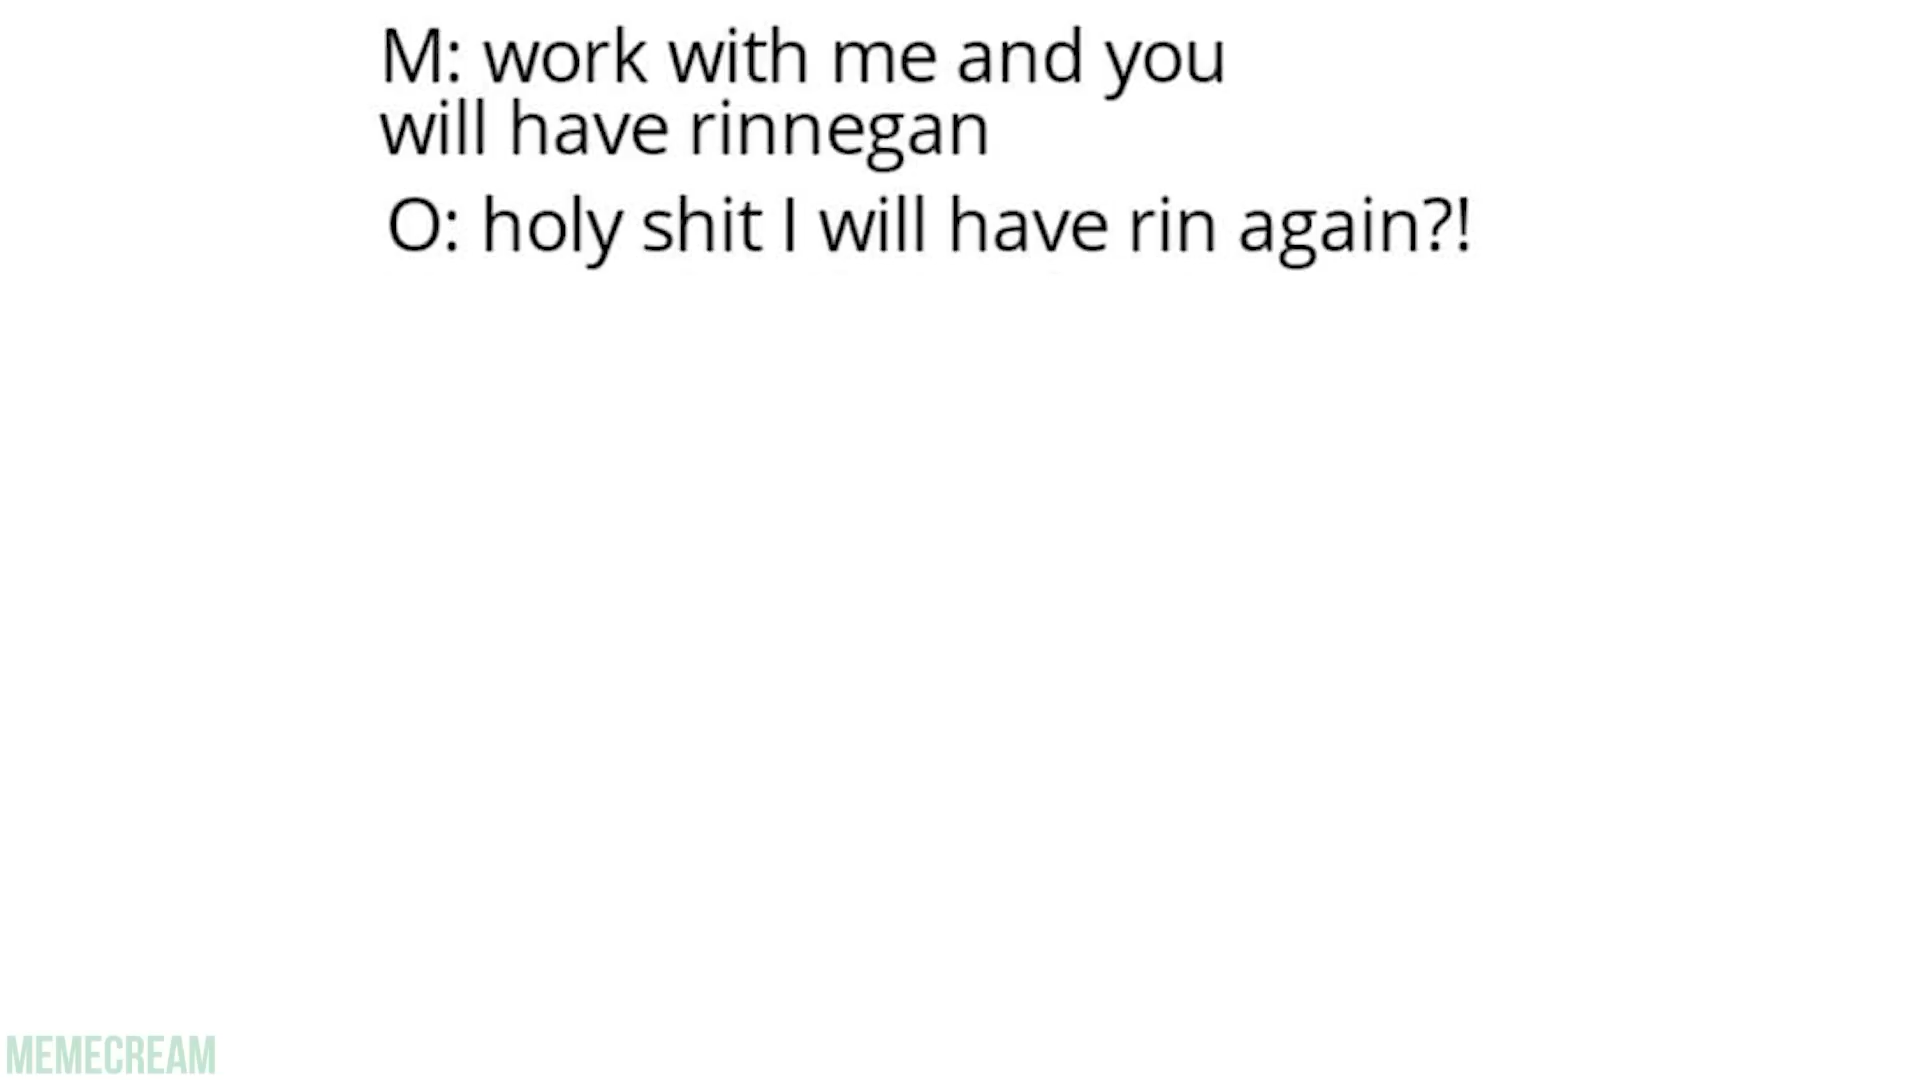 M: work with me and you
will have rinnegan
O: holy shit I will have rin again?!
MEMECREAM